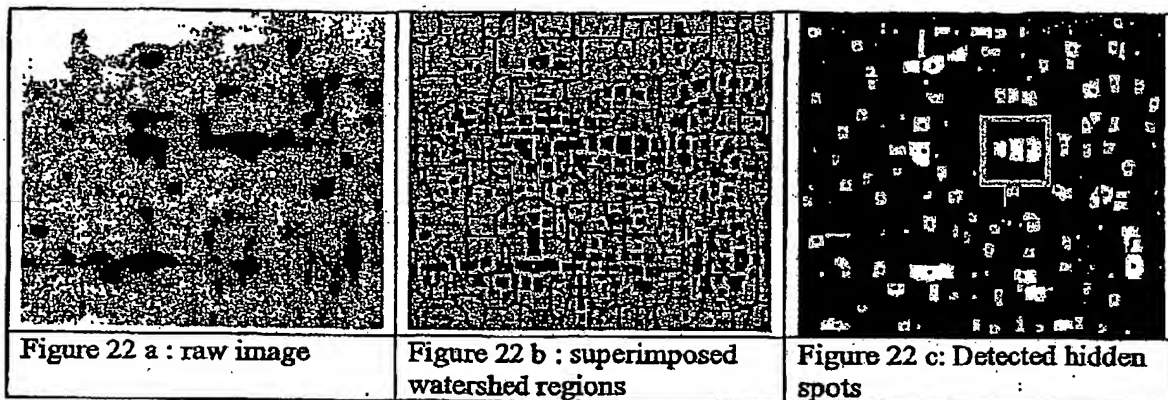 Figure 22 a : raw image
Figure 22 b : superimposed
watershed regions
Figure 22 c: Detected hidden
spots